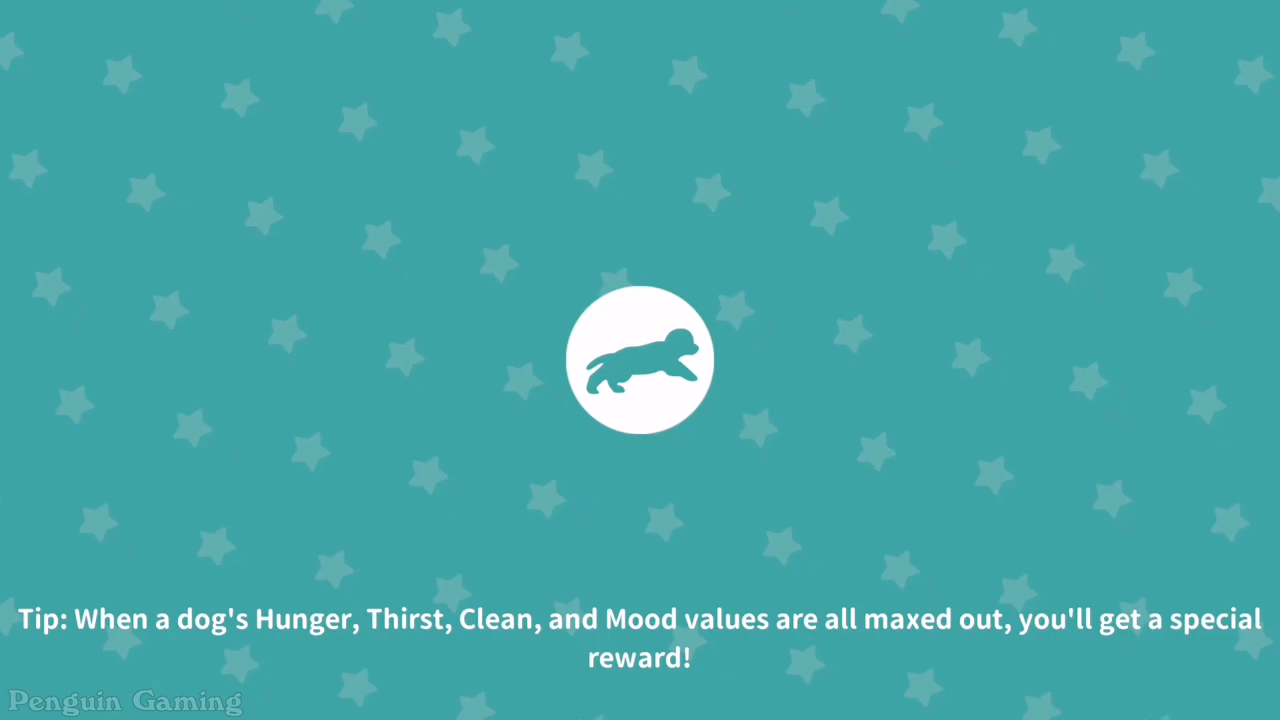 Tip: When a dog's Hunger, Thirst, Clean, and Mood values are all maxed out, you'll get a special
reward!
Penguin Gaming